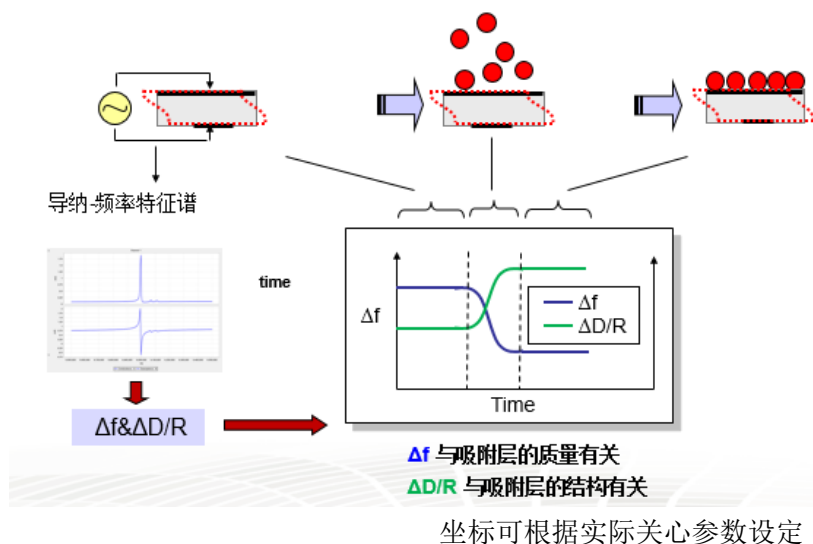 导纳-频率特征谱
time
Δf
Δf
ΔD/R
Time
Δf&ΔD/R
Δf 与吸附层的质量有关
ΔD/R 与吸附层的结构有关
坐标可根据实际关心参数设定